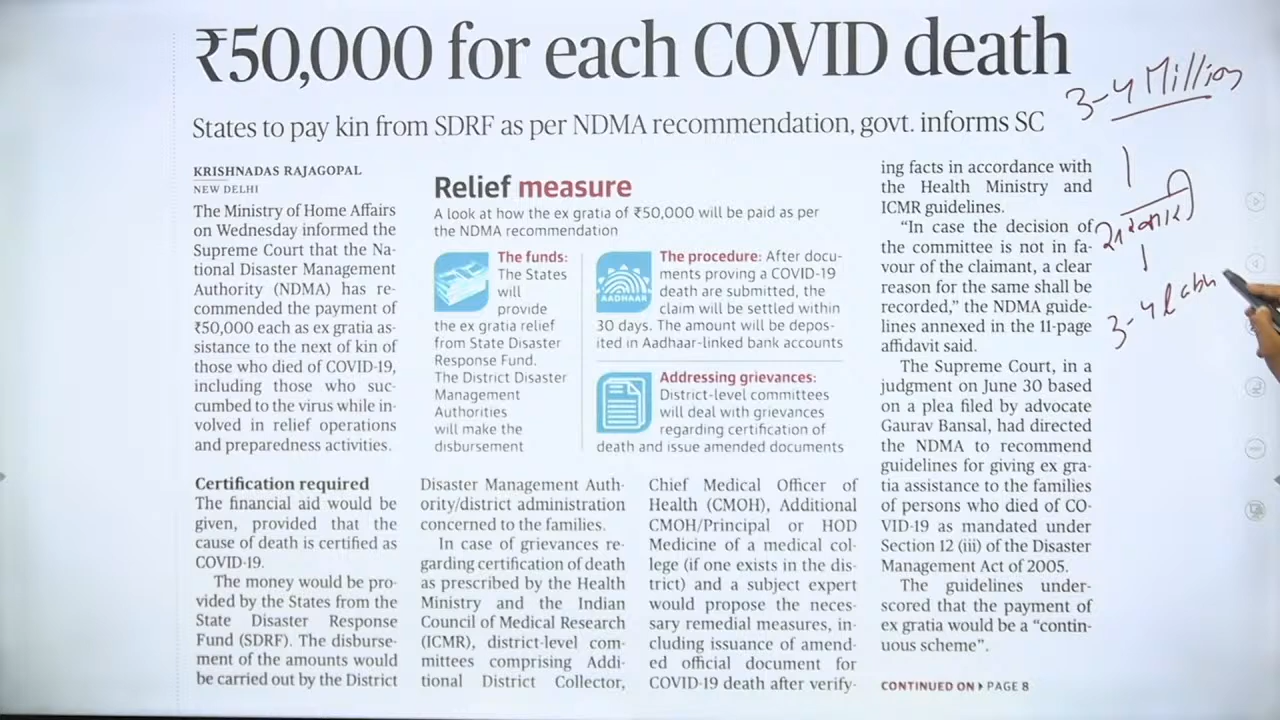 ₹50,000 for each COVID death
States to pay kin from SDRF as per NDMA recommendation, govt. informs SC
KRISHNADAS RAJAGOPAL
NEW DELHI
The Ministry of Home Affairs
on Wednesday informed the
Supreme Court that the Na-
tional Disaster Management
Authority (NDMA) has re-
commended the payment of
₹50,000 each as ex gratia as-
sistance to the next of kin of
those who died of COVID-19,
including those who suc-
cumbed to the virus while in-
volved in relief operations
and preparedness activities.
Certification required
The financial aid would be
given, provided that the
cause of death is certified as
COVID-19.
The money would be pro-
vided by the States from the
State Disaster Response
Fund (SDRF). The disburse-
ment of the amounts would
be carried out by the District
Relief measure
A look at how the ex gratia of ₹50,000 will be paid as per
the NDMA recommendation
The funds:
The States
will
provide
the ex gratia relief
from State Disaster
Response Fund.
The District Disaster
Management
Authorities
will make the
disbursement
AADHAAR
The procedure: After docu-
ments proving a COVID-19
death are submitted, the
claim will be settled within
30 days. The amount will be depos-
ited in Aadhaar-linked bank accounts
Addressing grievances:
District-level committees
will deal with grievances
regarding certification of
death and issue amended documents
Disaster Management Auth-
ority/district administration
concerned to the families.
In case of grievances re-
garding certification of death
as prescribed by the Health
Ministry and the Indian
Council of Medical Research
(ICMR), district-level com-
mittees comprising Addi-
tional District Collector,
Chief Medical Officer of
Health (CMOH), Additional
CMOH/Principal or HOD
Medicine of a medical col-
lege (if one exists in the dis-
trict) and a subject expert
would propose the neces-
sary remedial measures, in-
cluding issuance of amend-
ed official document for
COVID-19 death after verify-
ing facts in accordance with
the Health Ministry and
ICMR guidelines.
“In case the decision of
the committee is not in fa-
vour of the claimant, a clear
reason for the same shall be
recorded,” the NDMA guide-
lines annexed in the 11-page
affidavit said.
The Supreme Court, in a
judgment on June 30 based
on a plea filed by advocate
Gaurav Bansal, had directed
the NDMA to recommend
guidelines for giving ex gra-
tia assistance to the families
of persons who died of CO-
VID-19 as mandated under
Section 12 (iii) of the Disaster
Management Act of 2005.
The guidelines under-
scored that the payment of
ex gratia would be a “contin-
uous scheme”.
CONTINUED ON PAGE 8
3-4 Million
3-4 lakh